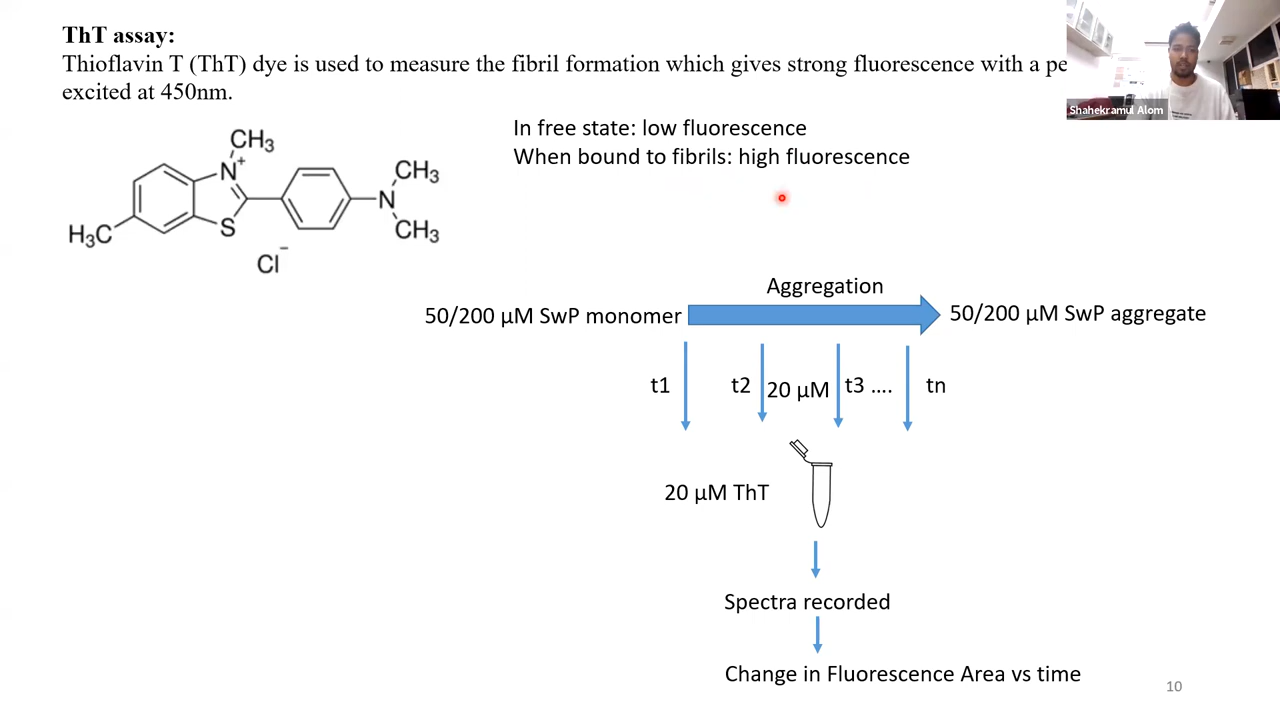 ThT assay:
Thioflavin T (ThT) dye is used to measure the fibril formation which gives strong fluorescence with a
excited at 450nm.
Shahekramul Alom
In free state: low fluorescence
When bound to fibrils: high fluorescence
CH3
N+
CH3
N
CH3
S
H3C
Cl-
Aggregation
50/200 µM SwP monomer
50/200 µM SwP aggregate
t1
t2
20 µM
t3 ....
tn
20 µM ThT
Spectra recorded
Change in Fluorescence Area vs time
10